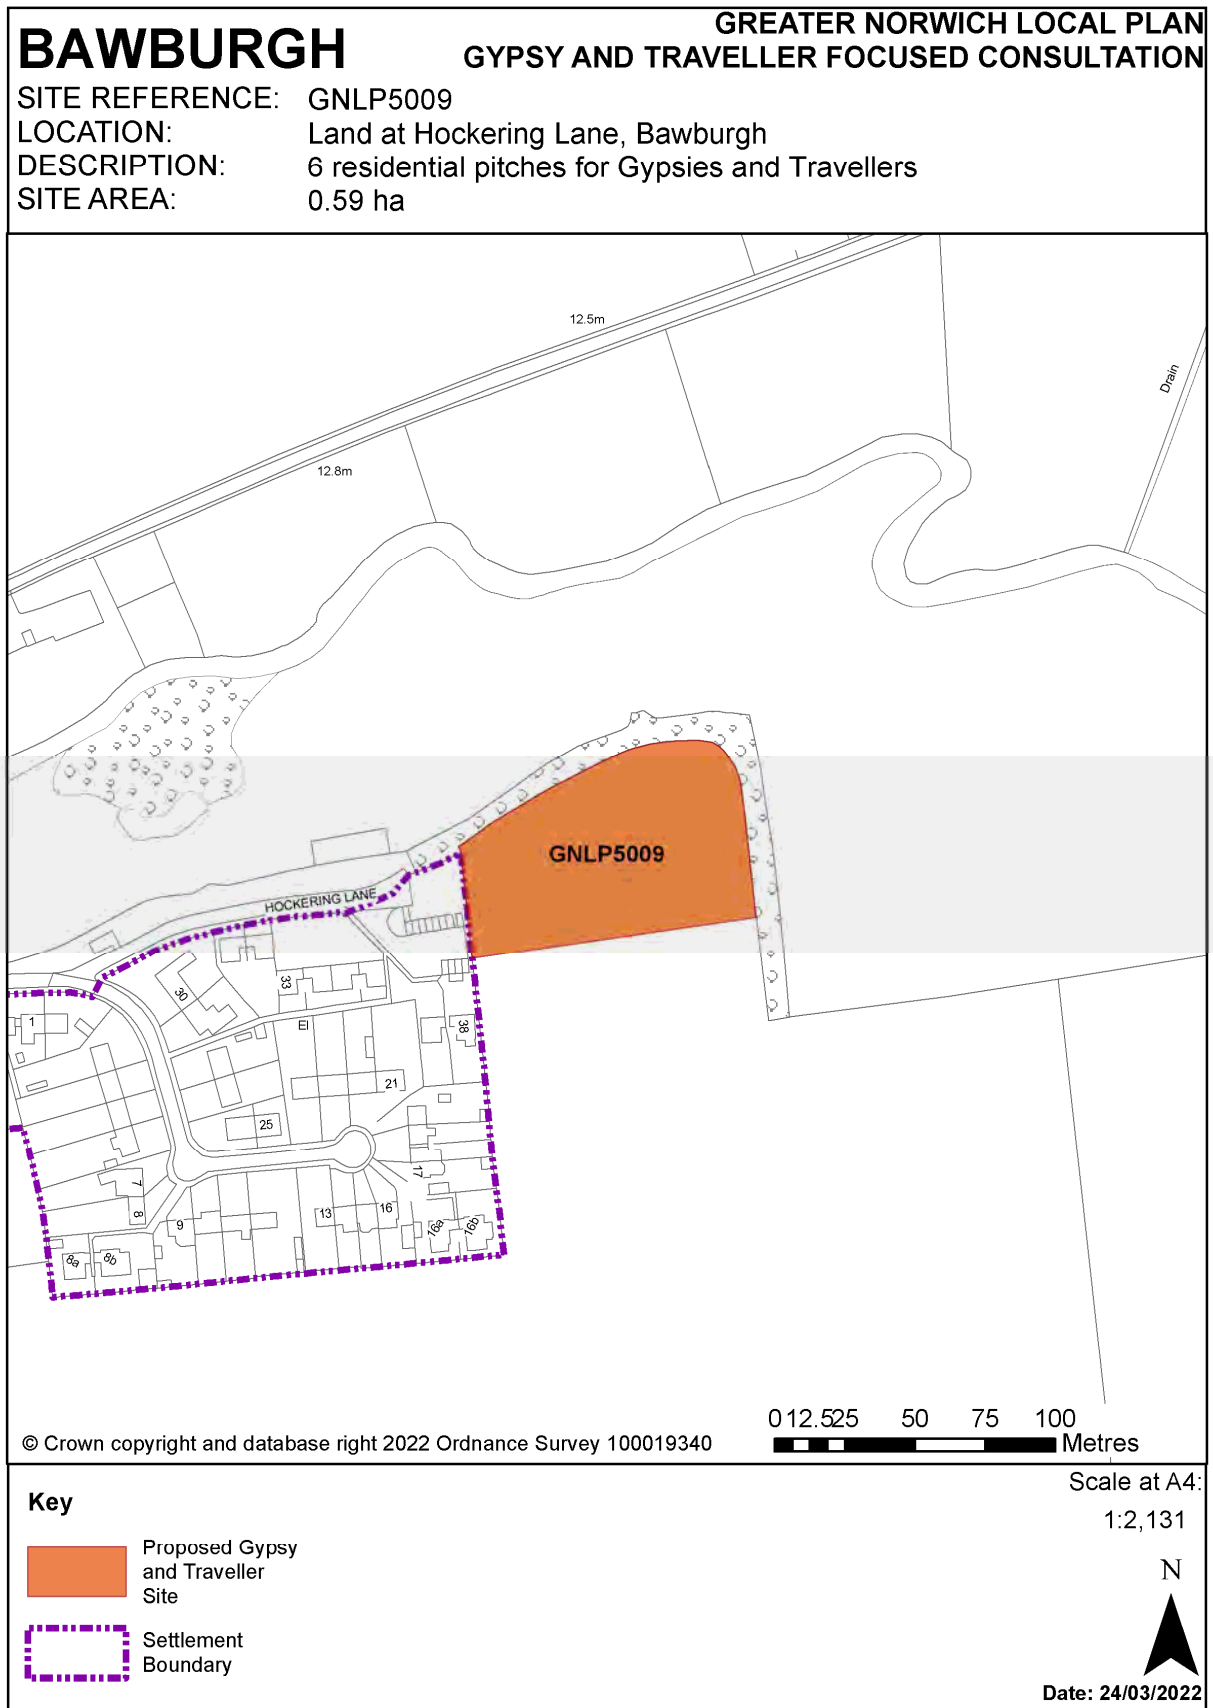 BAWBURGH
GREATER NORWICH LOCAL PLAN
GYPSY AND TRAVELLER FOCUSED CONSULTATION
SITE REFERENCE: GNLP5009
LOCATION: Land at Hockering Lane, Bawburgh
DESCRIPTION: 6 residential pitches for Gypsies and Travellers
SITE AREA: 0.59 ha
12.5m
Drain
12.8m
GNLP5009
HOCKERING LANE
30
33
1
El
38
21
25
17
7
8
9
13
16
16a
16b
8a
8b
0 12.5 25 50 75 100
Metres
© Crown copyright and database right 2022 Ordnance Survey 100019340
Scale at A4:
1:2,131
Key
Proposed Gypsy
and Traveller
Site
Settlement
Boundary
N
Date: 24/03/2022